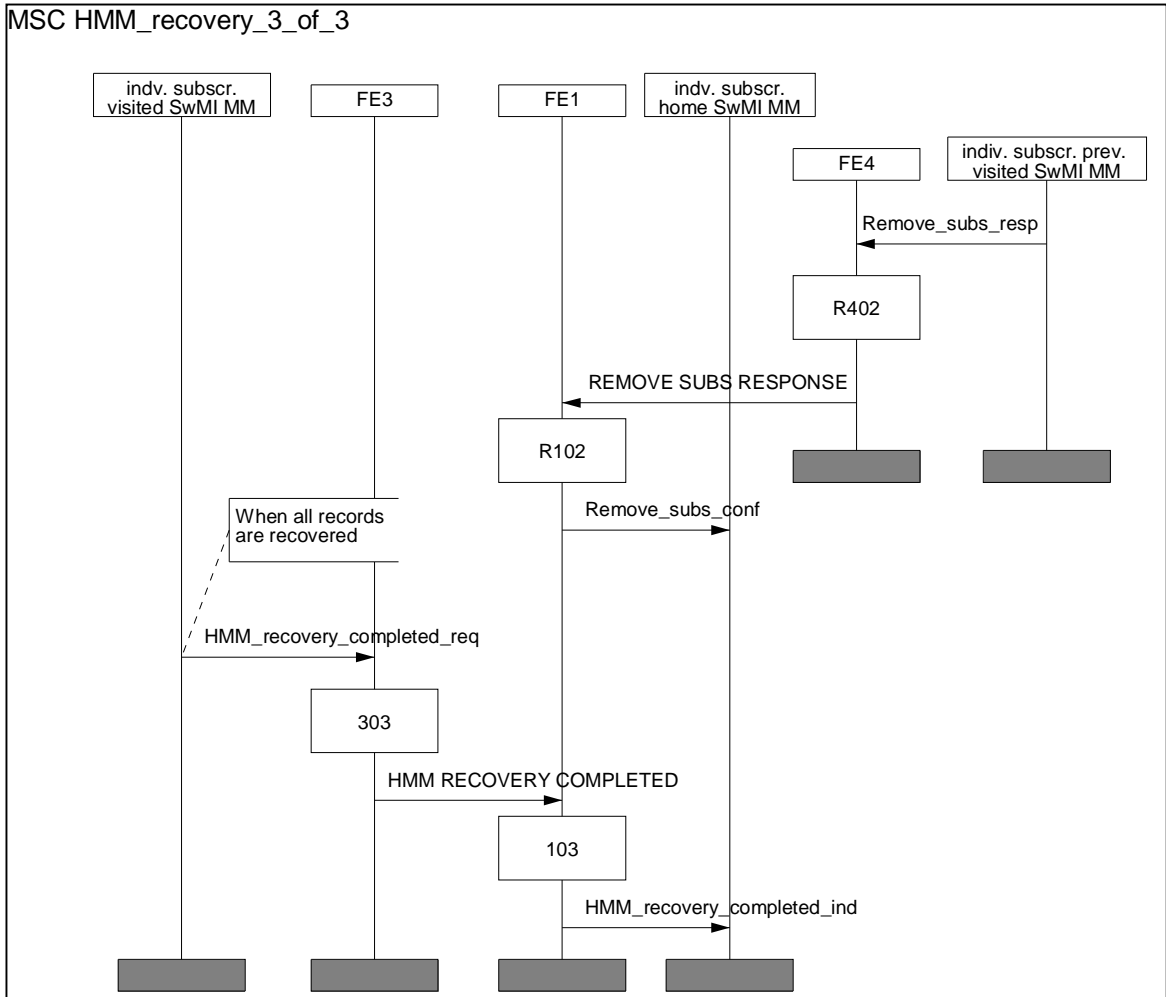 MSC HMM_recovery_3_of_3
indv. subscr.
visited SwMI MM
FE3
FE1
indv. subscr.
home SwMI MM
FE4
indiv. subscr. prev.
visited SwMI MM
Remove_subs_resp
R402
REMOVE SUBS RESPONSE
R102
Remove_subs_conf
When all records
are recovered
HMM_recovery_completed_req
303
HMM RECOVERY COMPLETED
103
HMM_recovery_completed_ind